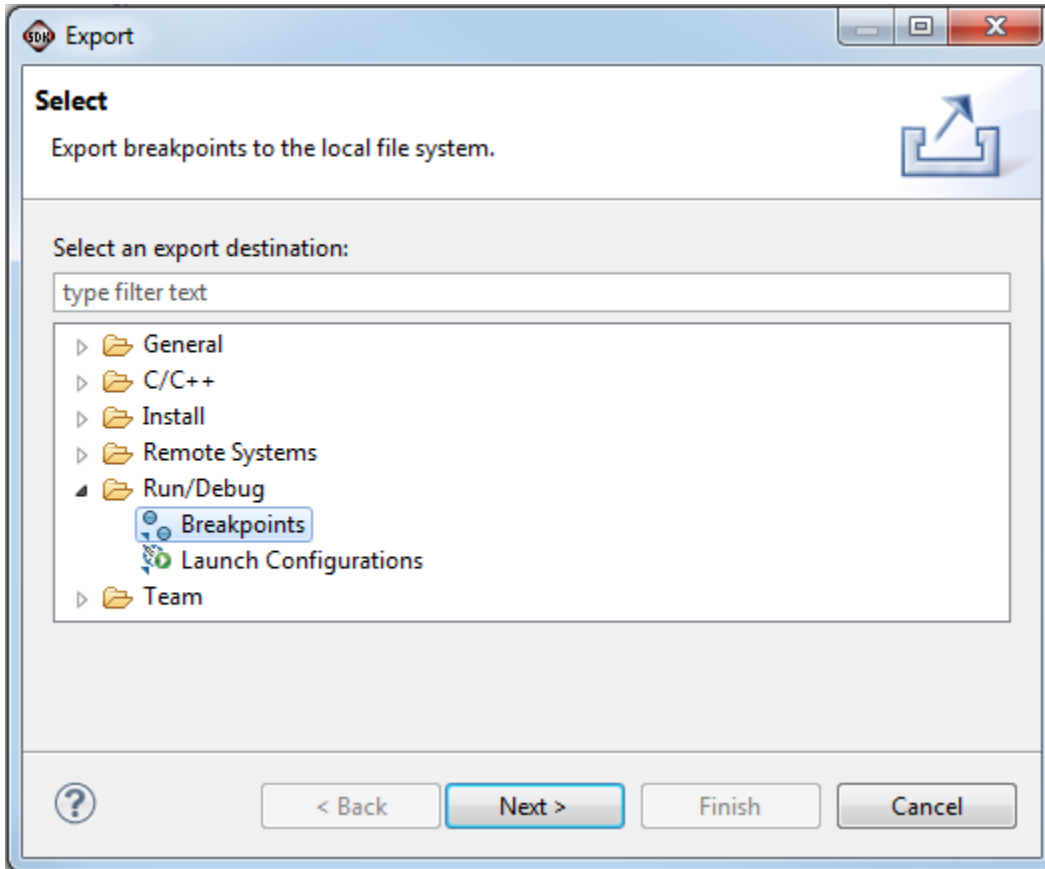 SDK Export
Select
Export breakpoints to the local file system.
Select an export destination:
type filter text
General
C/C++
Install
Remote Systems
Run/Debug
Breakpoints
Launch Configurations
Team
? < Back Next > Finish Cancel